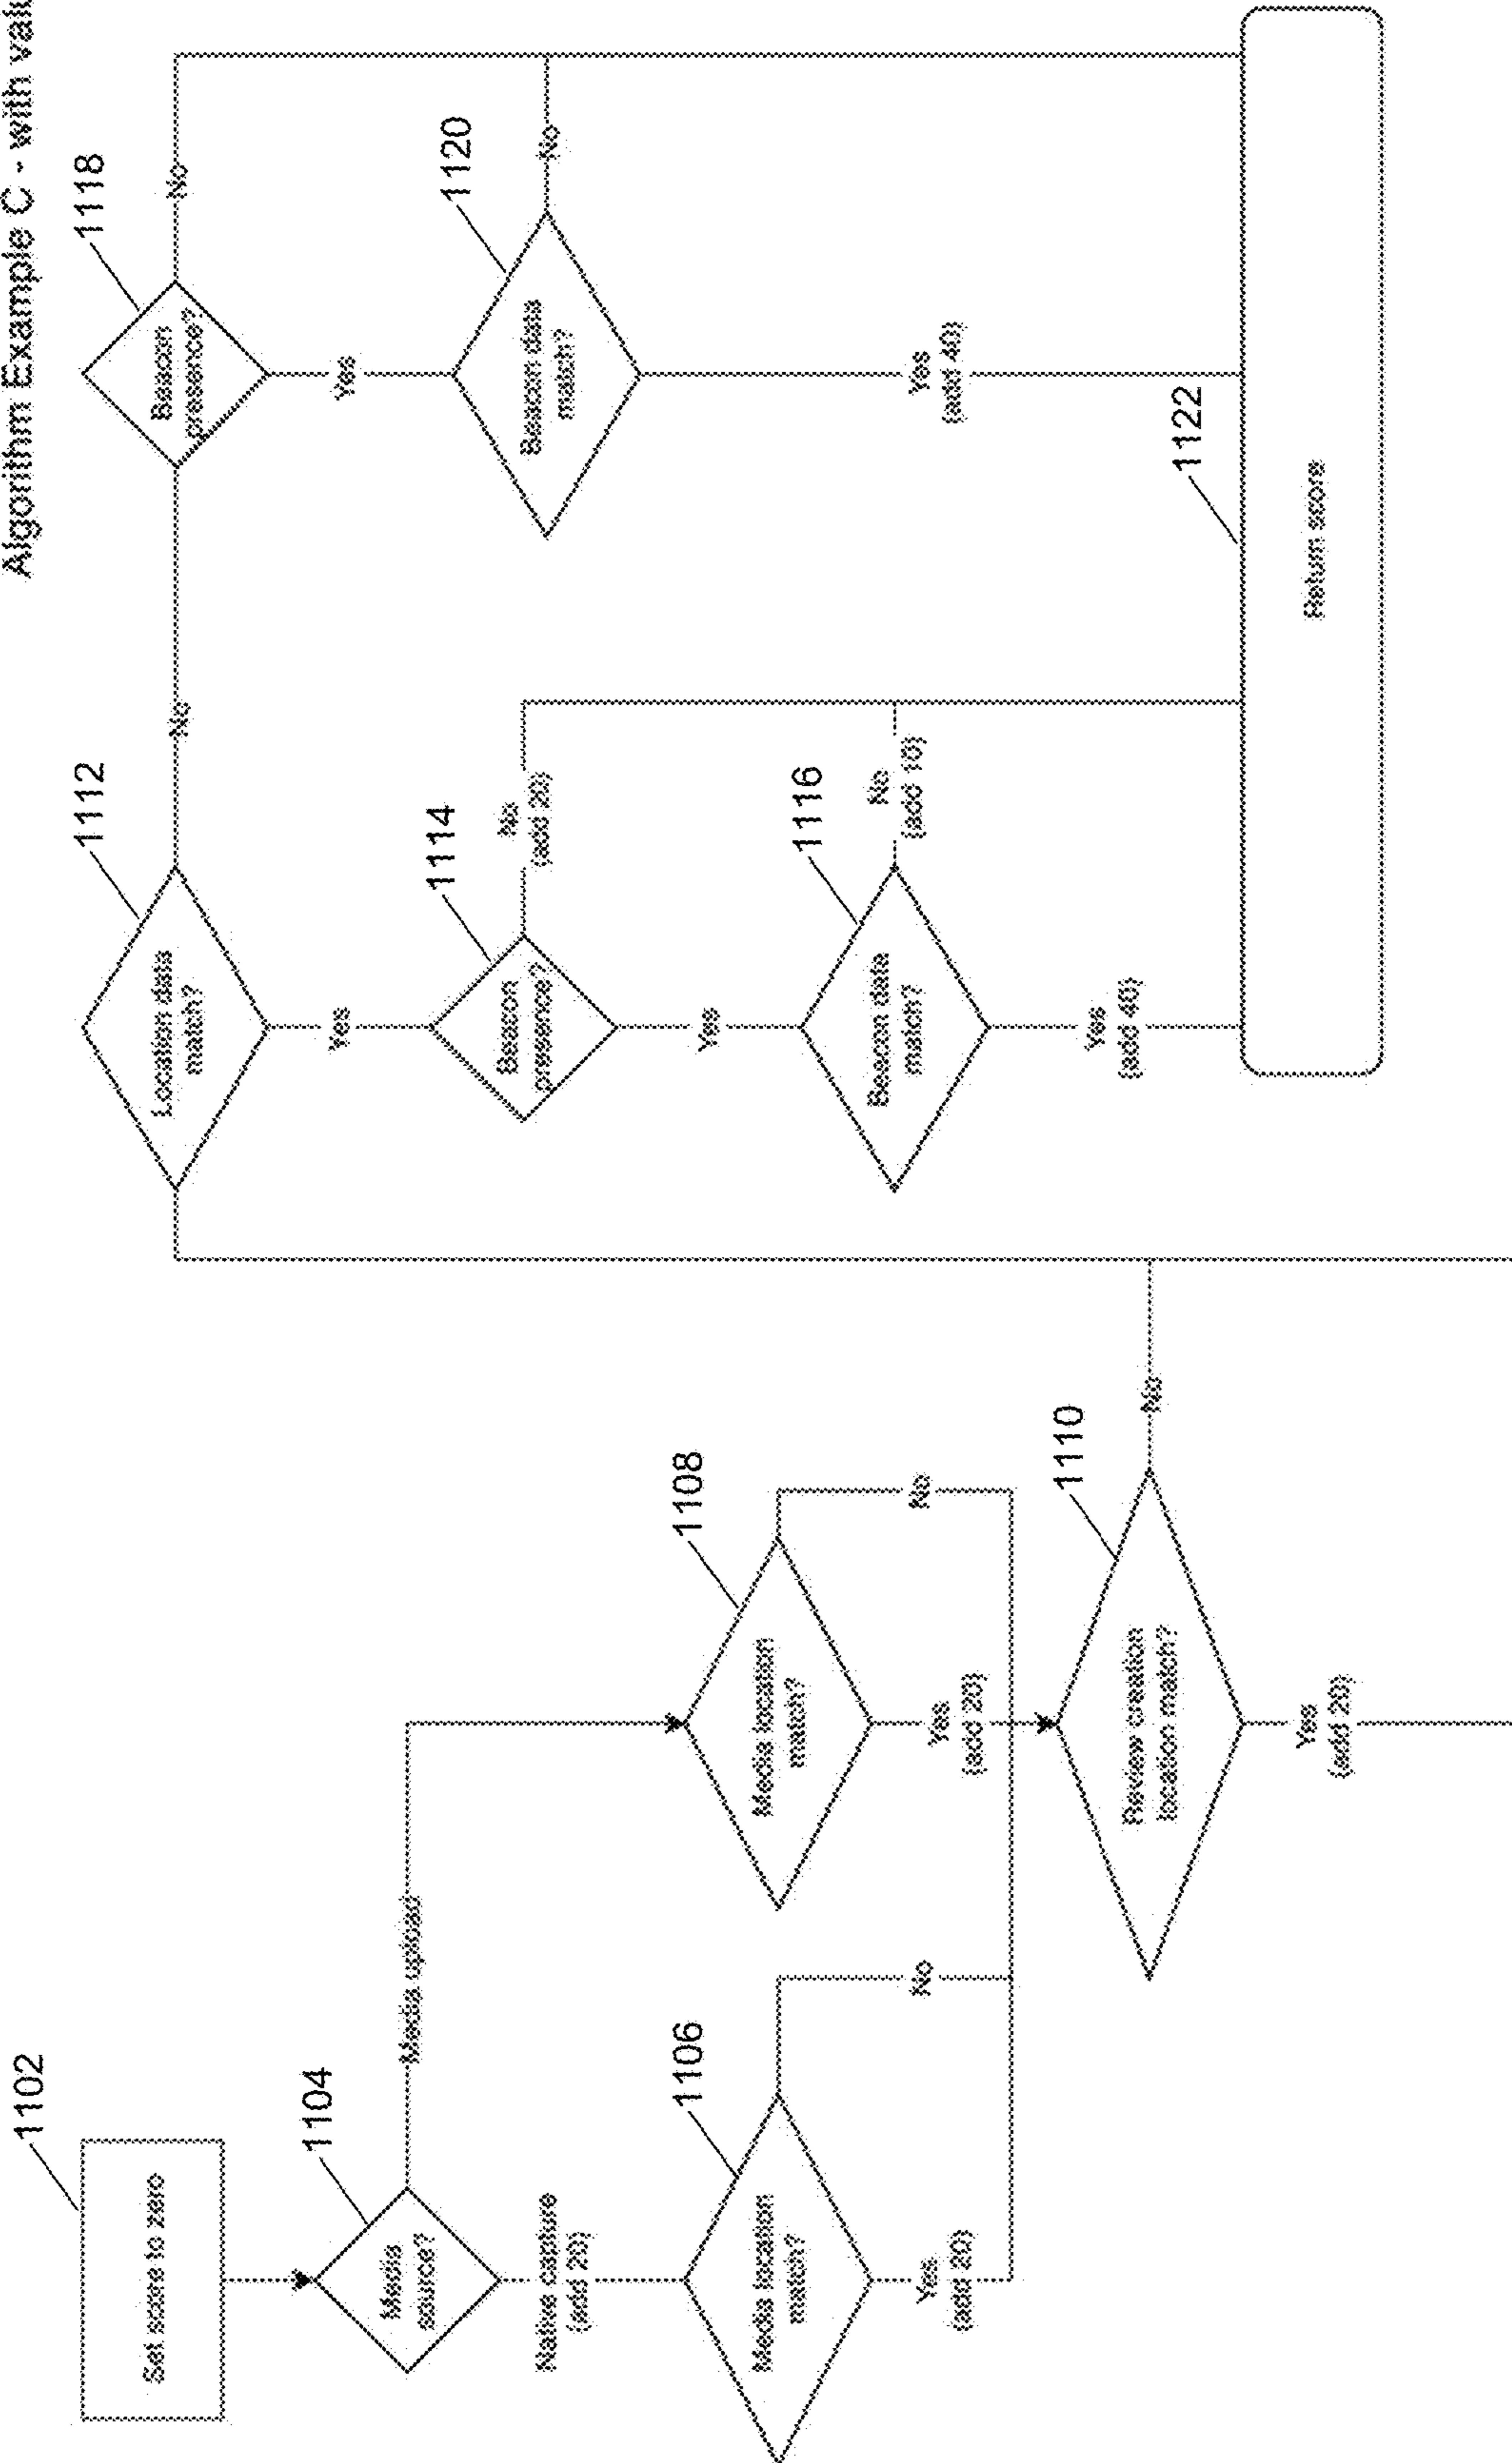 Algorithm Example C - with valu
1102
Set score to zero
1104
Media
source?
Media upload
Native capture
(add 20)
1106
Media location
match?
No
Yes
(add 20)
1108
Media location
match?
No
Yes
(add 20)
1110
Review creation
location match?
No
Yes
(add 20)
1112
Location data
match?
No
Yes
1114
Beacon
presence?
No
(add 20)
Yes
1116
Beacon data
match?
No
(add 10)
Yes
(add 40)
1118
Beacon
presence?
No
Yes
1120
Beacon data
match?
No
Yes
(add 40)
1122
Return score